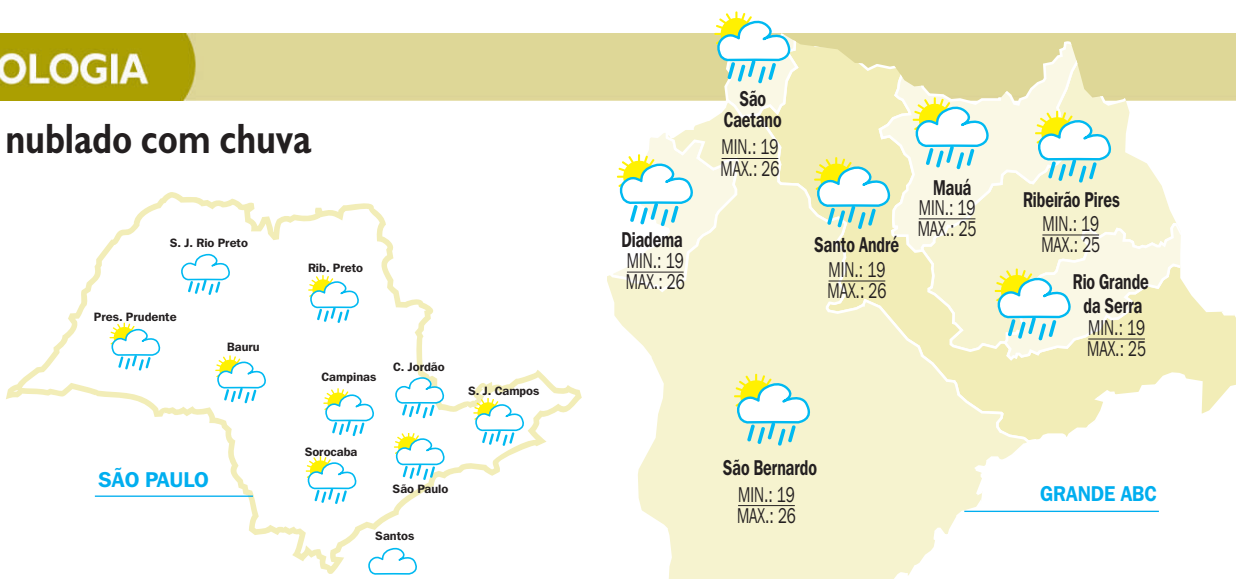 OLOGIA
nublado com chuva
S. J. Rio Preto
Rib. Preto
Pres. Prudente
Bauru
Campinas
C. Jordão
S. J. Campos
Sorocaba
São Paulo
Santos
SÃO PAULO
São
Caetano
MIN.: 19
MAX.: 26
Diadema
MIN.: 19
MAX.: 26
Santo André
MIN.: 19
MAX.: 26
Mauá
MIN.: 19
MAX.: 25
Ribeirão Pires
MIN.: 19
MAX.: 25
Rio Grande
da Serra
MIN.: 19
MAX.: 25
São Bernardo
MIN.: 19
MAX.: 26
GRANDE ABC